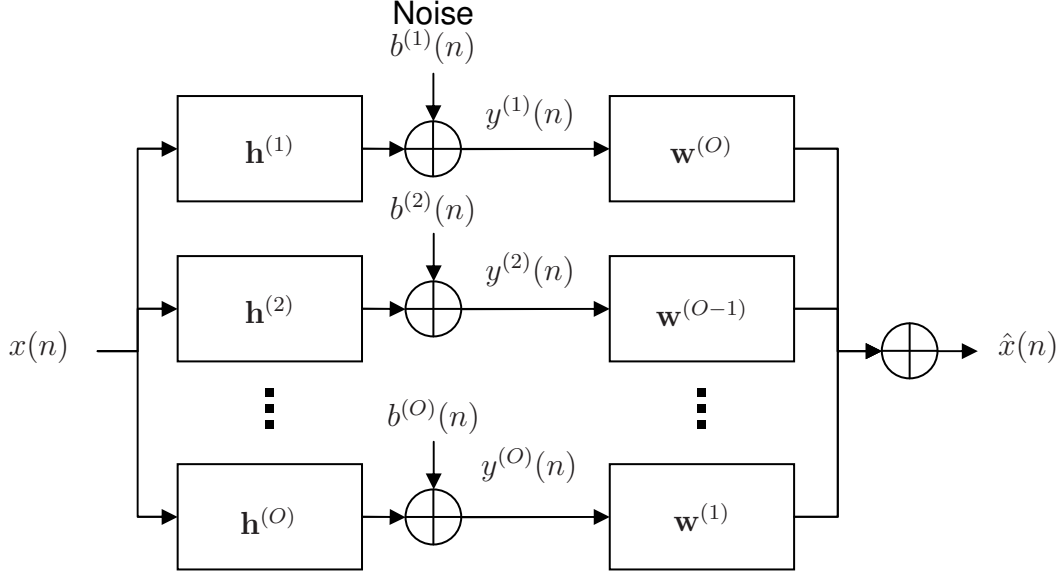 Noise
b^{(1)}(n)
h^{(1)} y^{(1)}(n) w^{(O)}
b^{(2)}(n)
h^{(2)} y^{(2)}(n) w^{(O-1)}
x(n) x̂(n)
b^{(O)}(n)
h^{(O)} y^{(O)}(n) w^{(1)}